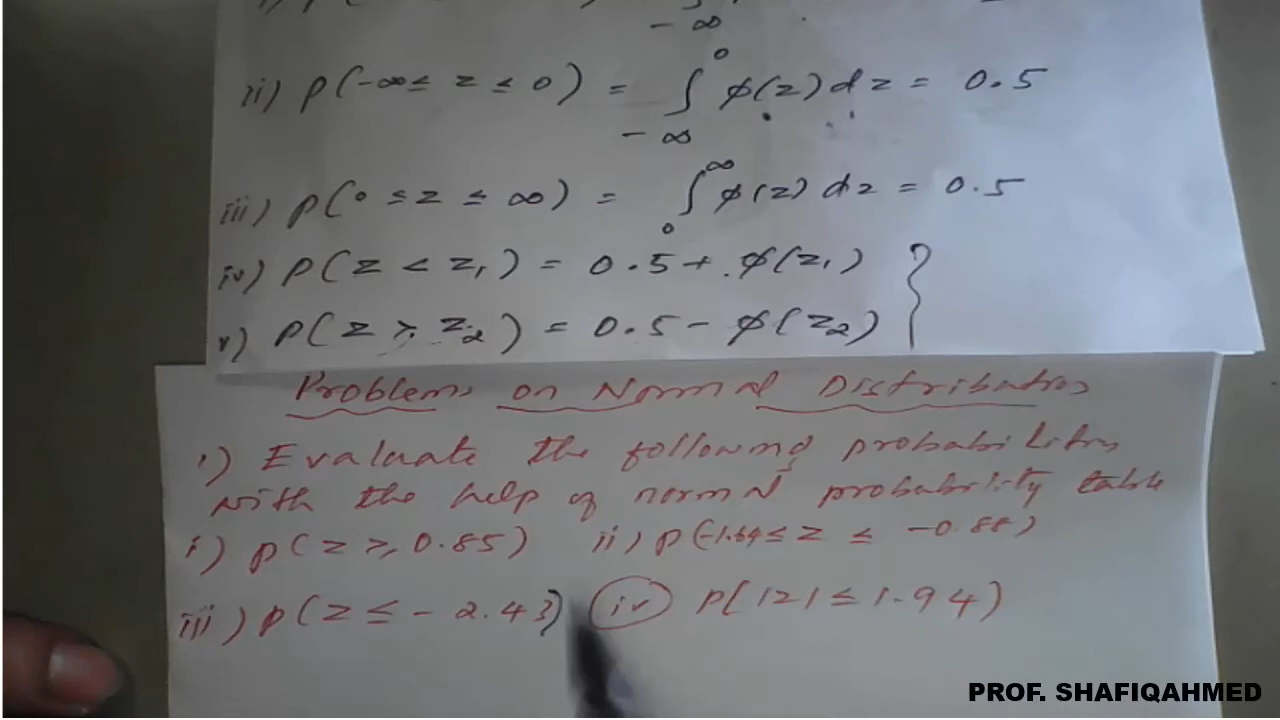 - ∞
ii) P(-∞ ≤ z ≤ 0) = ∫_{-∞}^{0} φ(z) dz = 0.5
iii) P(0 ≤ z ≤ ∞) = ∫_{0}^{∞} φ(z) dz = 0.5
iv) P(z < z₁) = 0.5 + φ(z₁)
v) P(z ≥ z₂) = 0.5 - φ(z₂)
Problems on Normal Distribution
1) Evaluate the following probabilities
with the help of normal probability table
i) P(z ≥ 0.85) ii) P(-1.64 ≤ z ≤ -0.88)
iii) P(z ≤ -2.43) iv) P[|z| ≤ 1.94)
PROF. SHAFIQAHMED